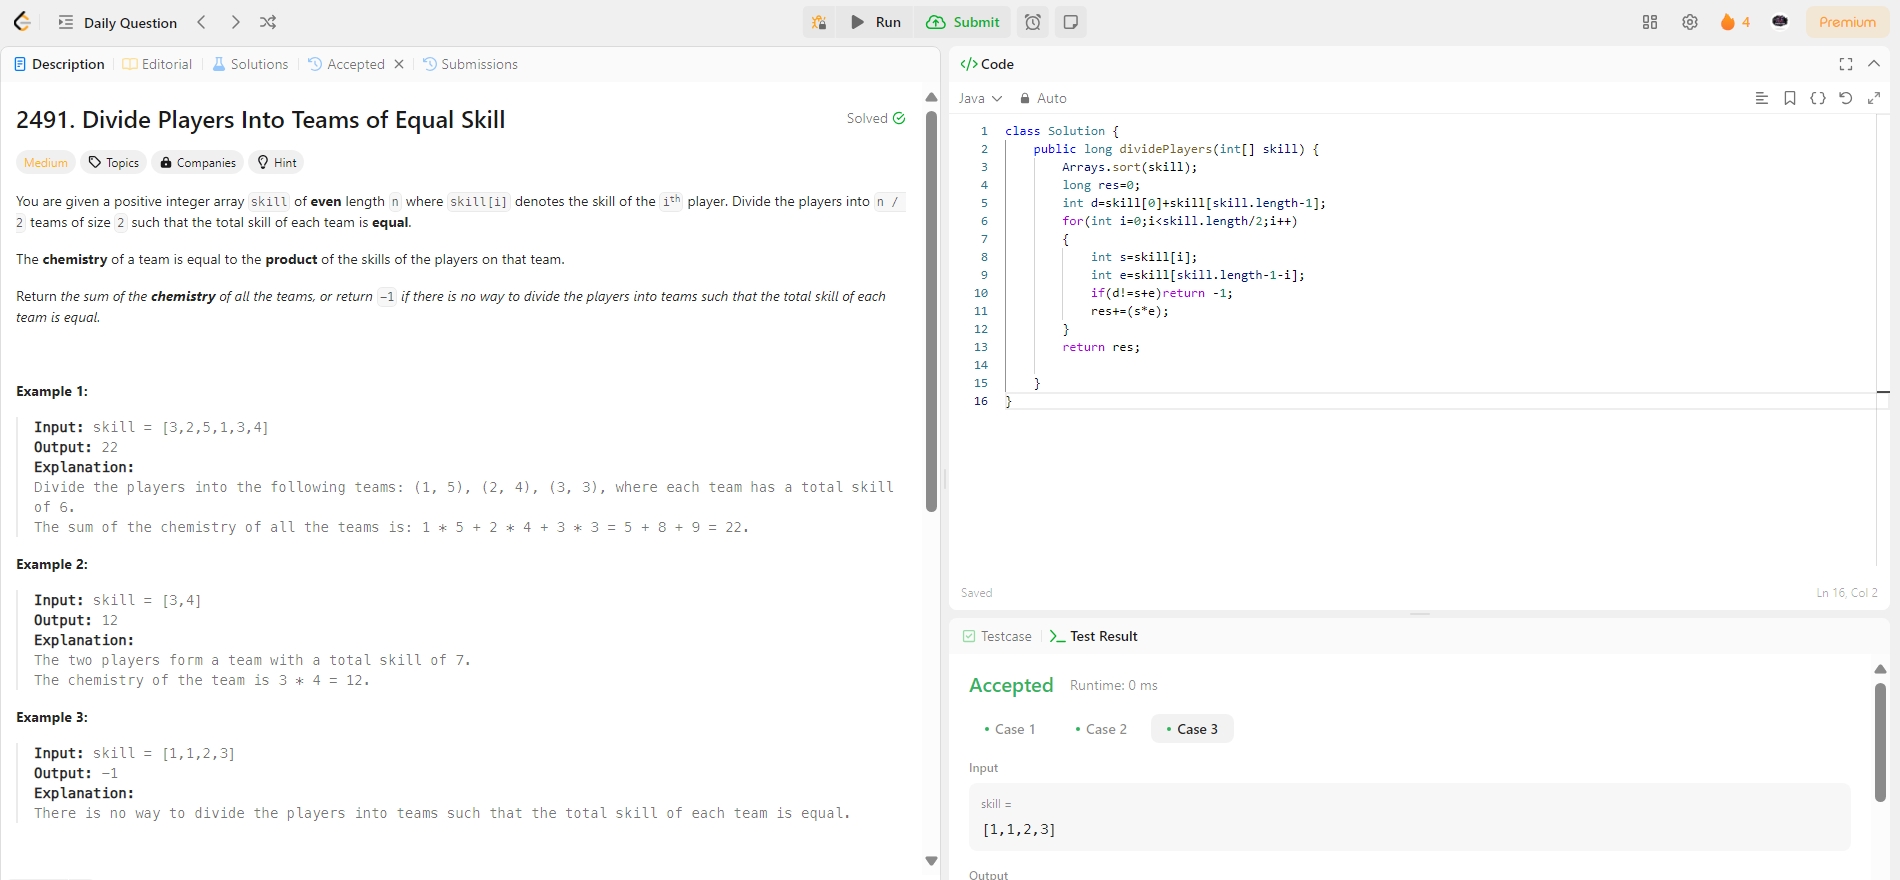 Daily Question
Run
Submit
4
Premium
Description
Editorial
Solutions
Accepted
Submissions
2491. Divide Players Into Teams of Equal Skill
Solved
Medium
Topics
Companies
Hint
You are given a positive integer array skill of even length n where skill[i] denotes the skill of the ith player. Divide the players into n /
2 teams of size 2 such that the total skill of each team is equal.
The chemistry of a team is equal to the product of the skills of the players on that team.
Return the sum of the chemistry of all the teams, or return -1 if there is no way to divide the players into teams such that the total skill of each
team is equal.
Example 1:
Input: skill = [3,2,5,1,3,4]
Output: 22
Explanation:
Divide the players into the following teams: (1, 5), (2, 4), (3, 3), where each team has a total skill
of 6.
The sum of the chemistry of all the teams is: 1 * 5 + 2 * 4 + 3 * 3 = 5 + 8 + 9 = 22.
Example 2:
Input: skill = [3,4]
Output: 12
Explanation:
The two players form a team with a total skill of 7.
The chemistry of the team is 3 * 4 = 12.
Example 3:
Input: skill = [1,1,2,3]
Output: -1
Explanation:
There is no way to divide the players into teams such that the total skill of each team is equal.
</> Code
Java
Auto
1 class Solution {
2 public long dividePlayers(int[] skill) {
3 Arrays.sort(skill);
4 long res=0;
5 int d=skill[0]+skill[skill.length-1];
6 for(int i=0;i<skill.length/2;i++)
7 {
8 int s=skill[i];
9 int e=skill[skill.length-1-i];
10 if(d!=s+e)return -1;
11 res+=(s*e);
12 }
13 return res;
14
15 }
16 }
Saved
Ln 16, Col 2
Testcase
Test Result
Accepted
Runtime: 0 ms
• Case 1
• Case 2
• Case 3
Input
skill =
[1,1,2,3]
Output